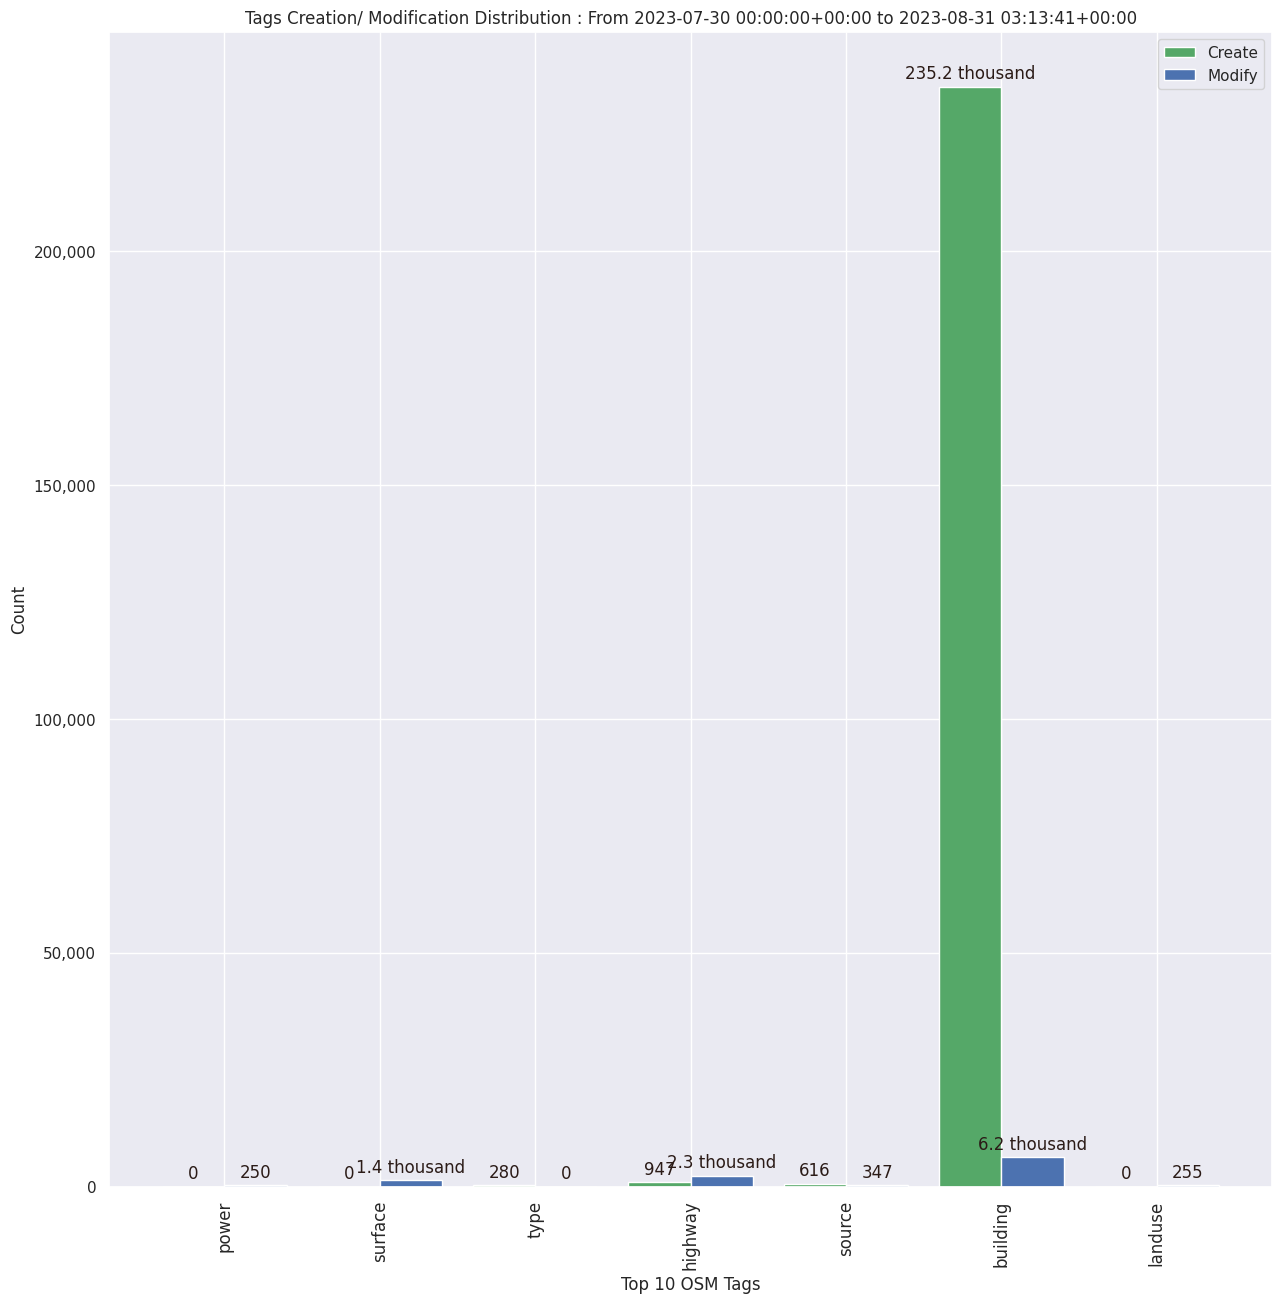 Tags Creation/ Modification Distribution : From 2023-07-30 00:00:00+00:00 to 2023-08-31 03:13:41+00:00
Create
Modify
235.2 thousand
200,000
150,000
100,000
50,000
0
Count
0
250
0
1.4 thousand
280
0
947
2.3 thousand
616
347
6.2 thousand
0
255
power
surface
type
highway
source
building
landuse
Top 10 OSM Tags